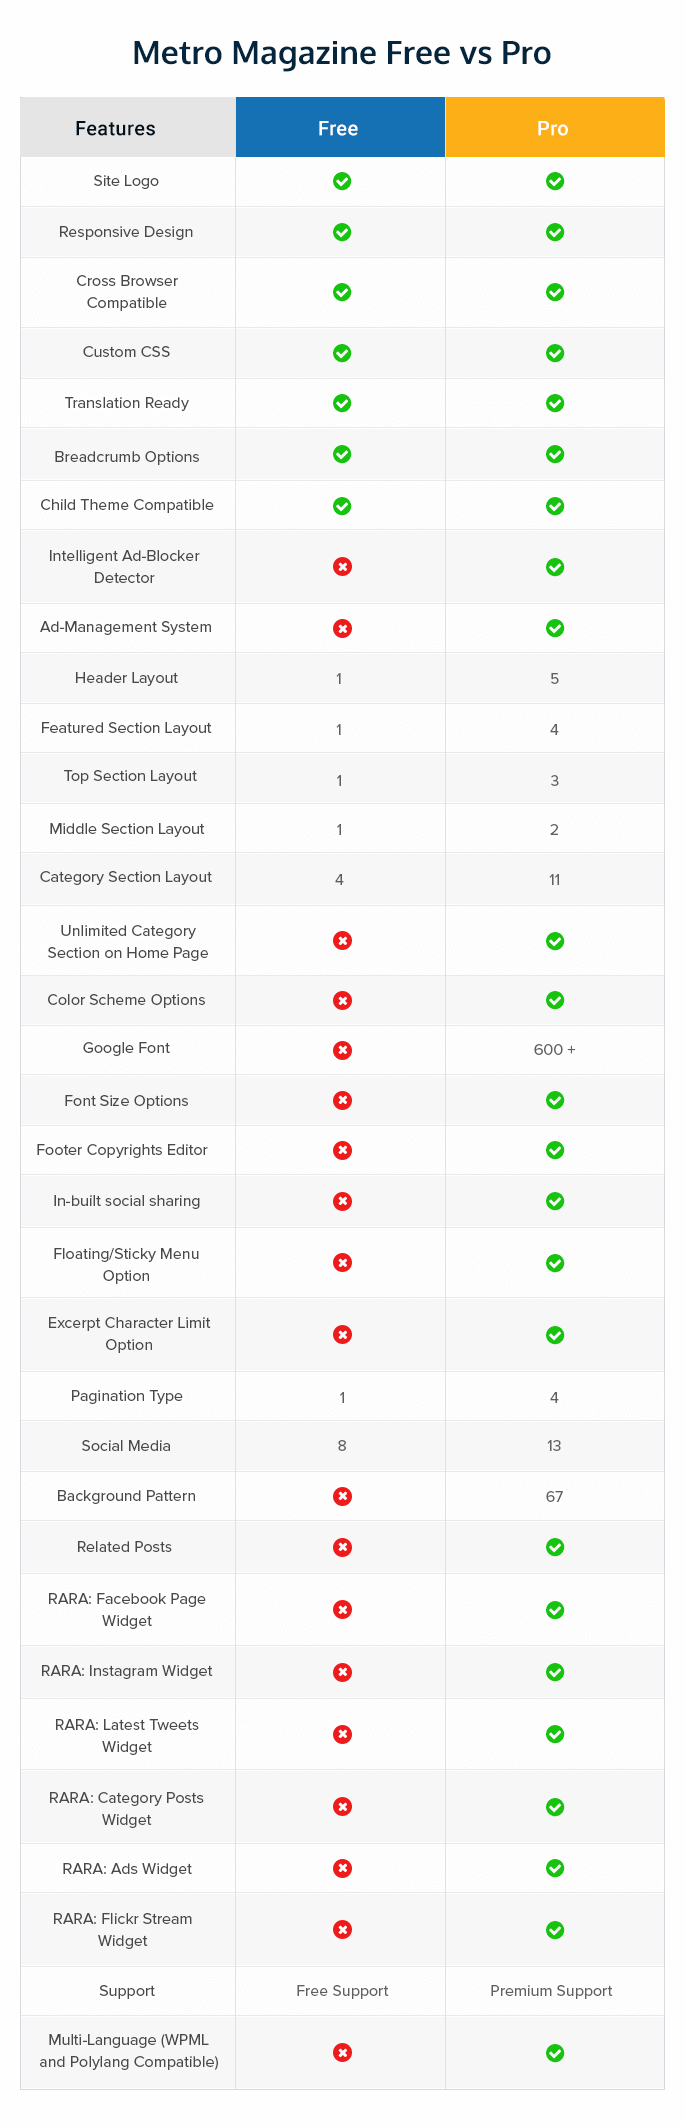 Metro Magazine Free vs Pro
Features Free Pro
Site Logo
Responsive Design
Cross Browser
Compatible
Custom CSS
Translation Ready
Breadcrumb Options
Child Theme Compatible
Intelligent Ad-Blocker
Detector
Ad-Management System
Header Layout 1 5
Featured Section Layout 1 4
Top Section Layout 1 3
Middle Section Layout 1 2
Category Section Layout 4 11
Unlimited Category
Section on Home Page
Color Scheme Options
Google Font 600 +
Font Size Options
Footer Copyrights Editor
In-built social sharing
Floating/Sticky Menu
Option
Excerpt Character Limit
Option
Pagination Type 1 4
Social Media 8 13
Background Pattern 67
Related Posts
RARA: Facebook Page
Widget
RARA: Instagram Widget
RARA: Latest Tweets
Widget
RARA: Category Posts
Widget
RARA: Ads Widget
RARA: Flickr Stream
Widget
Support Free Support Premium Support
Multi-Language (WPML
and Polylang Compatible)